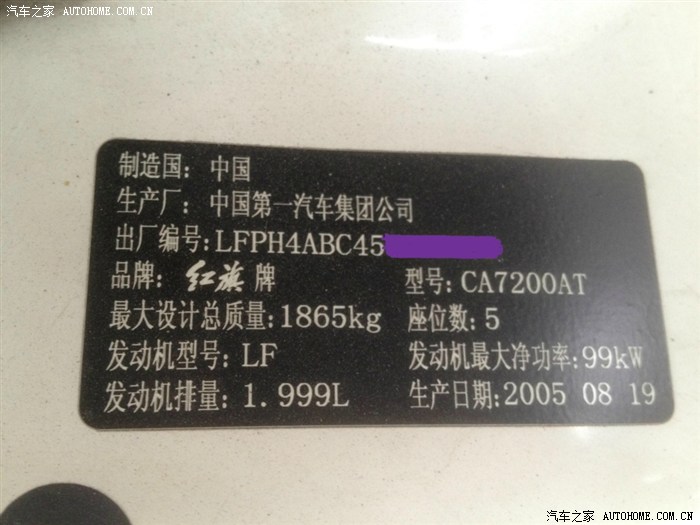 汽车之家 AUTOHOME.COM.CN
制造国：中国
生产厂：中国第一汽车集团公司
出厂编号：LFPH4ABC45
品牌：红旗牌 型号：CA7200AT
最大设计总质量：1865kg 座位数：5
发动机型号：LF 发动机最大净功率：99kW
发动机排量：1.999L 生产日期：2005 08 19
汽车之家 AUTOHOME.COM.CN